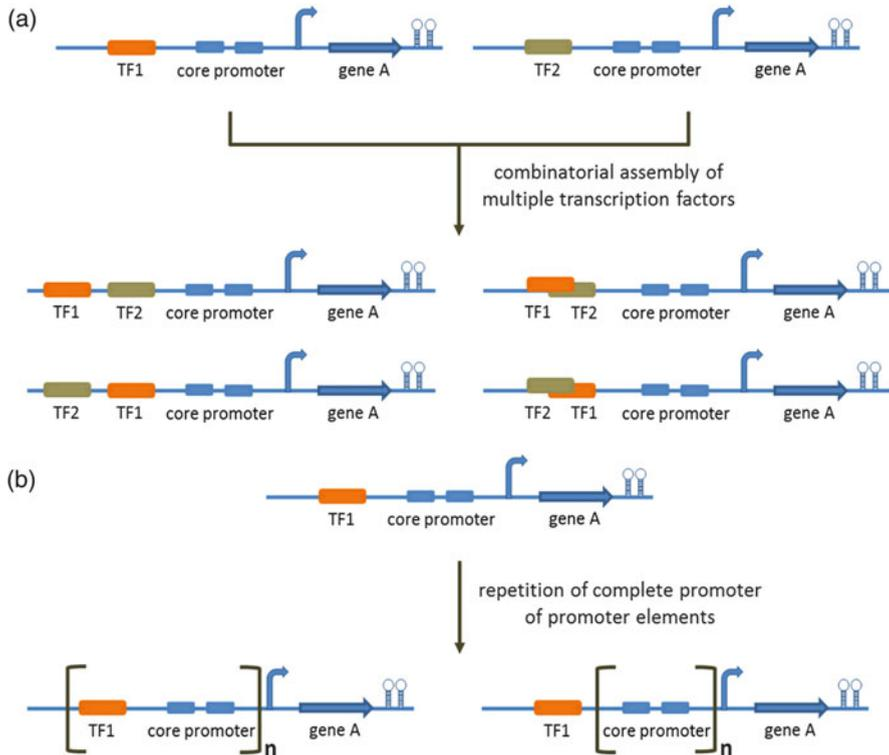 (a)
TF1 core promoter gene A
TF2 core promoter gene A
combinatorial assembly of
multiple transcription factors
TF1 TF2 core promoter gene A
TF1 TF2 core promoter gene A
TF2 TF1 core promoter gene A
TF2 TF1 core promoter gene A
(b)
TF1 core promoter gene A
repetition of complete promoter
of promoter elements
TF1 core promoter n gene A
TF1 core promoter n gene A